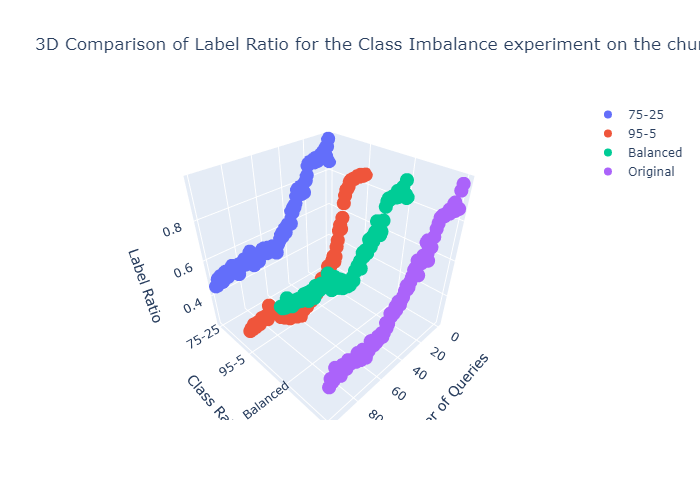 3D Comparison of Label Ratio for the Class Imbalance experiment on the
75-25
95-5
Balanced
Original
0.8
0.6
0.4
Label Ratio
75-25
95-5
Balanced
Class
0
20
40
60
80
of Queries